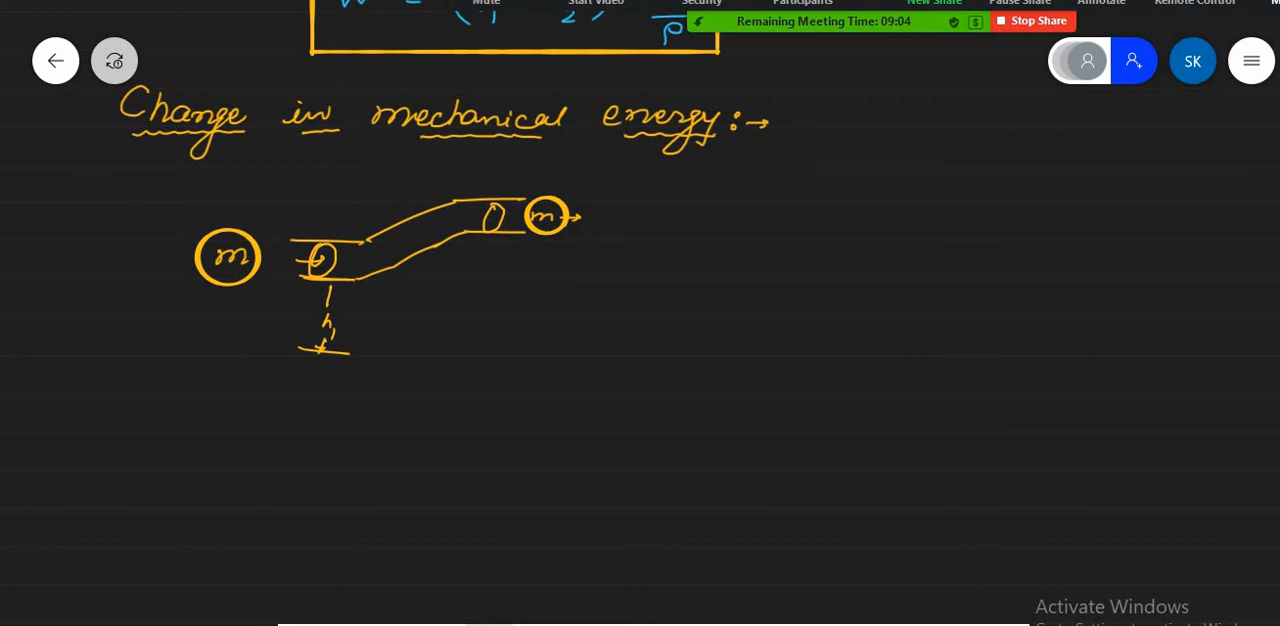 Mute Start Video Security Participants New Share Pause Share Annotate Remote Control
Remaining Meeting Time: 09:04 Stop Share
ρ
SK
Change in mechanical energy:→
m
m
h₁
Activate Windows